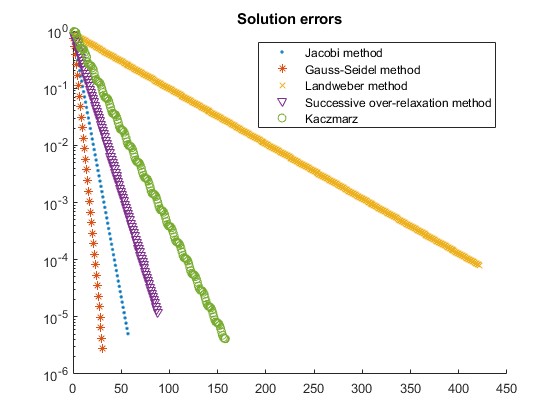 Solution errors
10^0
10^-1
10^-2
10^-3
10^-4
10^-5
10^-6
Jacobi method
Gauss-Seidel method
Landweber method
Successive over-relaxation method
Kaczmarz
0 50 100 150 200 250 300 350 400 450